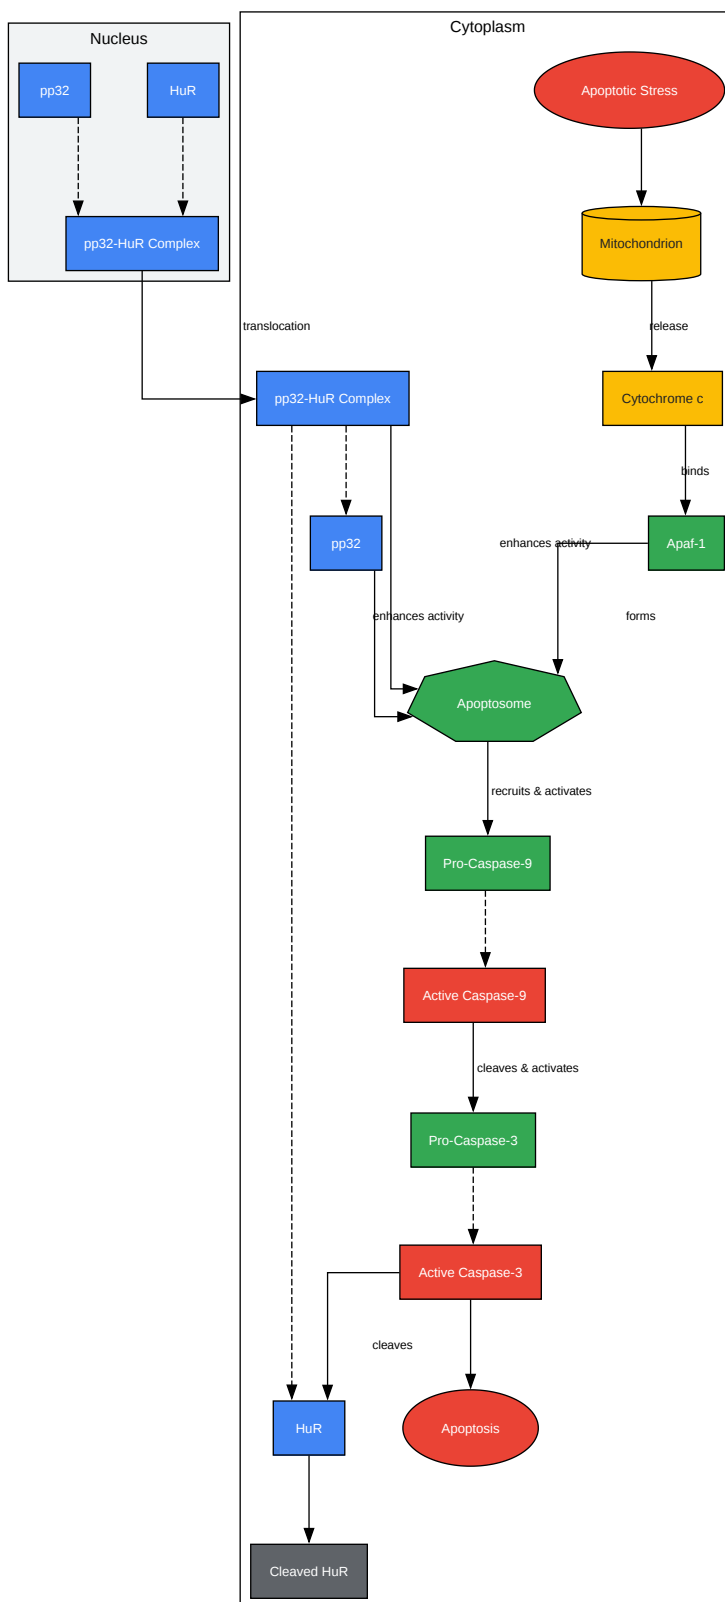 Cytoplasm
Nucleus
pp32
HuR
Apoptotic Stress
pp32-HuR Complex
Mitochondrion
translocation
release
pp32-HuR Complex
Cytochrome c
binds
pp32
enhances activity
Apaf-1
enhances activity
forms
Apoptosome
recruits & activates
Pro-Caspase-9
Active Caspase-9
cleaves & activates
Pro-Caspase-3
Active Caspase-3
cleaves
HuR
Apoptosis
Cleaved HuR